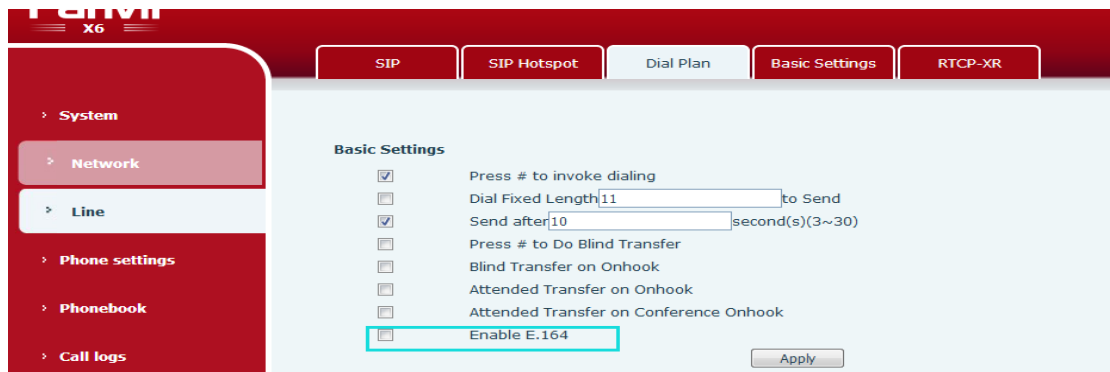 Fanvil
X6
SIP
SIP Hotspot
Dial Plan
Basic Settings
RTCP-XR
› System
› Network
› Line
› Phone settings
› Phonebook
› Call logs
Basic Settings
Press # to invoke dialing
Dial Fixed Length 11 to Send
Send after 10 second(s)(3~30)
Press # to Do Blind Transfer
Blind Transfer on Onhook
Attended Transfer on Onhook
Attended Transfer on Conference Onhook
Enable E.164
Apply